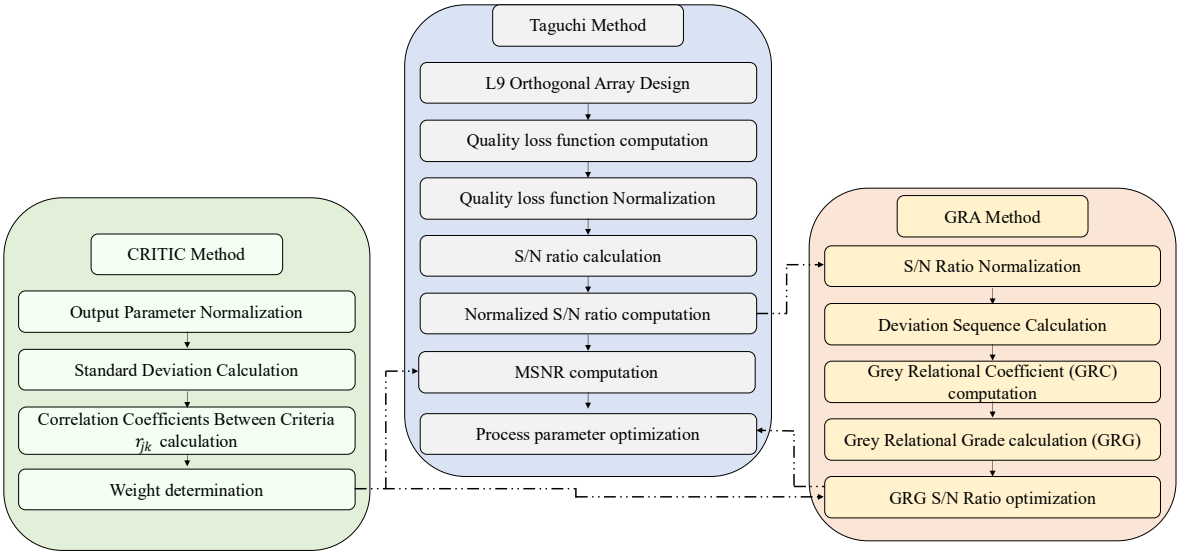 Taguchi Method
L9 Orthogonal Array Design
Quality loss function computation
Quality loss function Normalization
S/N ratio calculation
Normalized S/N ratio computation
MSNR computation
Process parameter optimization
CRITIC Method
Output Parameter Normalization
Standard Deviation Calculation
Correlation Coefficients Between Criteria
r_jk calculation
Weight determination
GRA Method
S/N Ratio Normalization
Deviation Sequence Calculation
Grey Relational Coefficient (GRC)
computation
Grey Relational Grade calculation (GRG)
GRG S/N Ratio optimization